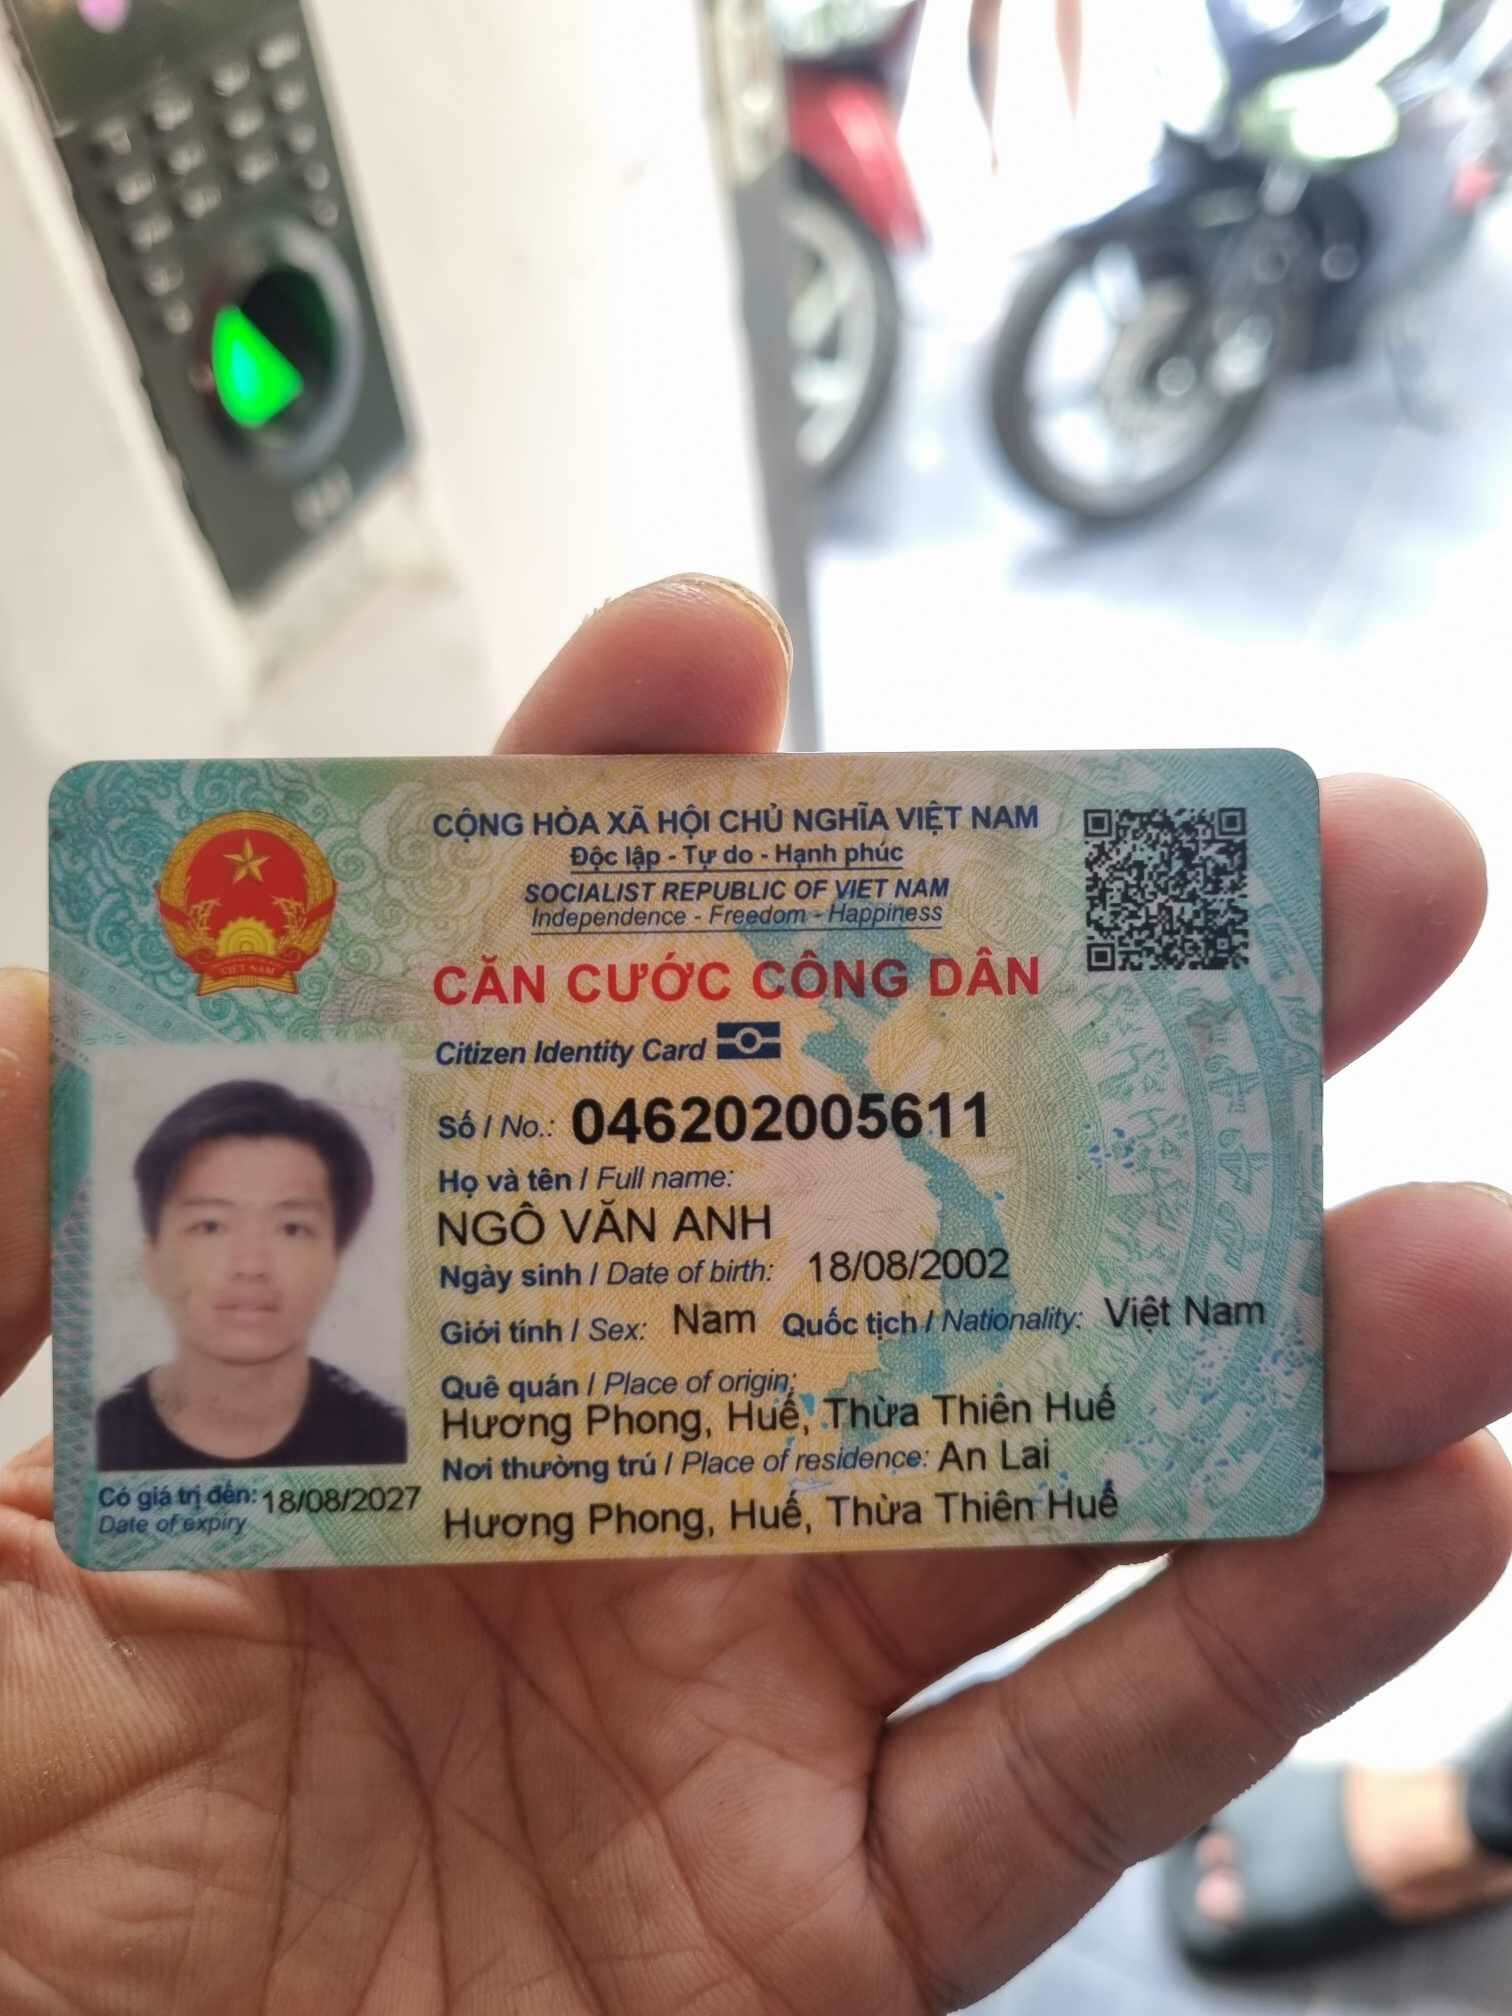 CỘNG HÒA XÃ HỘI CHỦ NGHĨA VIỆT NAM
Độc lập - Tự do - Hạnh phúc
SOCIALIST REPUBLIC OF VIET NAM
Independence - Freedom - Happiness
CĂN CƯỚC CÔNG DÂN
Citizen Identity Card
Số / No.: 046202005611
Họ và tên / Full name:
NGÔ VĂN ANH
Ngày sinh / Date of birth: 18/08/2002
Giới tính / Sex: Nam Quốc tịch / Nationality: Việt Nam
Quê quán / Place of origin:
Hương Phong, Huế, Thừa Thiên Huế
Nơi thường trú / Place of residence: An Lai
Hương Phong, Huế, Thừa Thiên Huế
Có giá trị đến: 18/08/2027
Date of expiry
VIỆT NAM